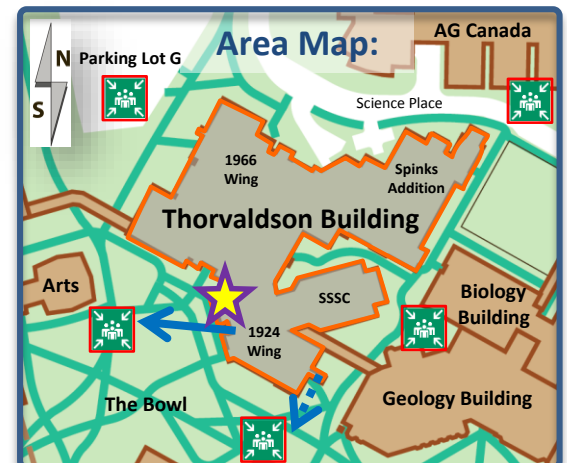 Area Map:
AG Canada
N
S
Parking Lot G
Science Place
1966
Wing
Spinks
Addition
Thorvaldson Building
Arts
SSSC
Biology
Building
1924
Wing
The Bowl
Geology Building